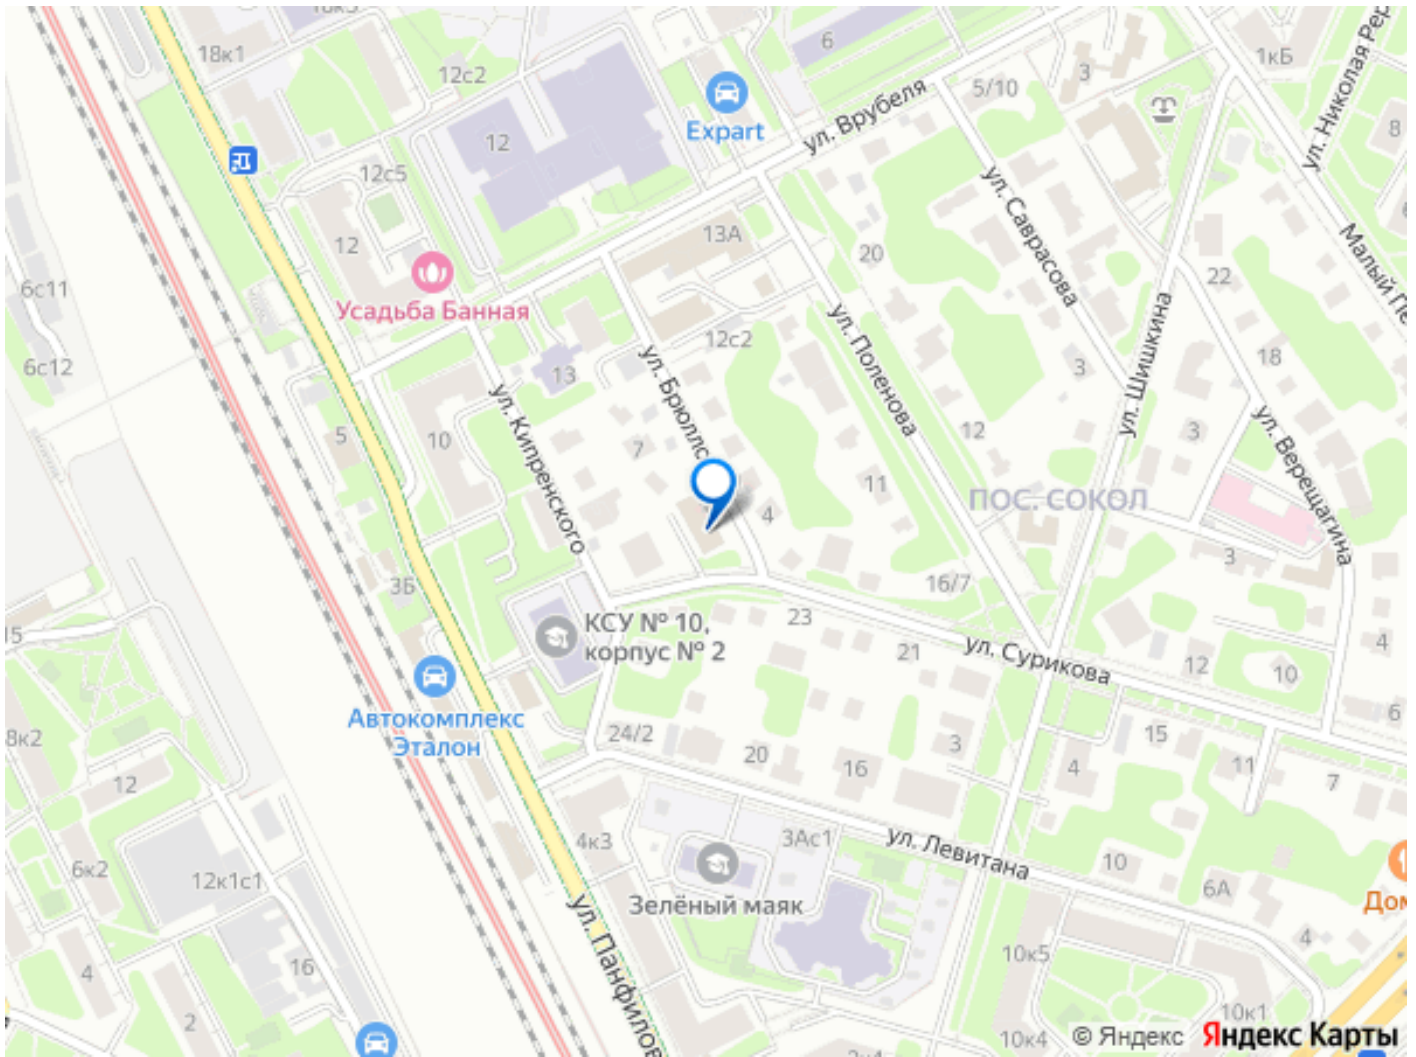 18к3
18к1
12с2
6
1кБ
ул. Николая Рер
5/10
3
Expart
ул. Врубеля
8
12
12с5
ул. Саврасова
12
13А
20
Малый Пе
22
6с11
Усадьба Банная
ул. Шишкина
ул. Поленова
6с12
13
ул. Брюлло
12с2
18
3
ул. Кипренского
5
10
7
12
3
ул. Верещагина
11
ПОС. СОКОЛ
4
3
3Б
16/7
15
КСУ № 10,
корпус № 2
23
ул. Сурикова
21
12
4
10
Автокомплекс
Эталон
24/2
20
16
3
4
15
11
6
7
8к2
12
4к3
3Ас1
ул. Левитана
10
6к2
12к1с1
6А
Зелёный маяк
Дом
ул. Панфилов
4
10к5
4
16
2
10к4
10к1
© Яндекс
Яндекс Карты